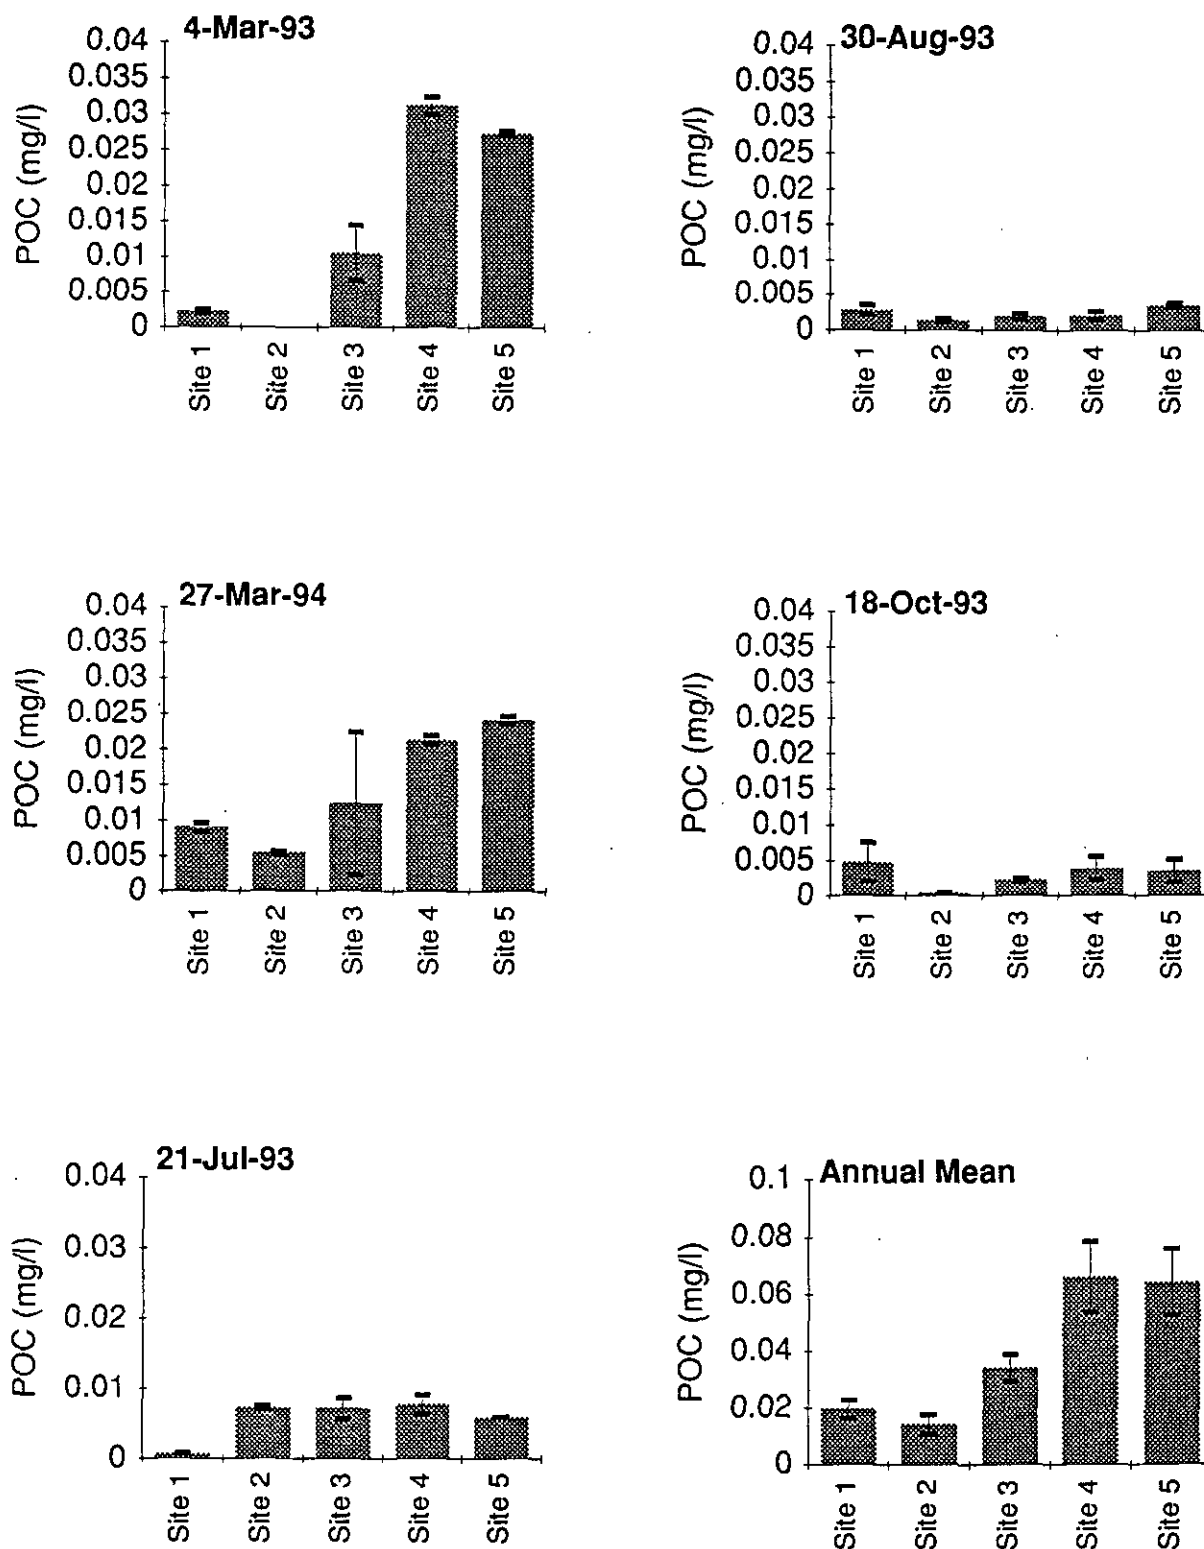 4-Mar-93
0.04
0.035
0.03
0.025
0.02
0.015
0.01
0.005
0
POC (mg/l)
Site 1
Site 2
Site 3
Site 4
Site 5
30-Aug-93
0.04
0.035
0.03
0.025
0.02
0.015
0.01
0.005
0
POC (mg/l)
Site 1
Site 2
Site 3
Site 4
Site 5
27-Mar-94
0.04
0.035
0.03
0.025
0.02
0.015
0.01
0.005
0
POC (mg/l)
Site 1
Site 2
Site 3
Site 4
Site 5
18-Oct-93
0.04
0.035
0.03
0.025
0.02
0.015
0.01
0.005
0
POC (mg/l)
Site 1
Site 2
Site 3
Site 4
Site 5
21-Jul-93
0.04
0.03
0.02
0.01
0
POC (mg/l)
Site 1
Site 2
Site 3
Site 4
Site 5
Annual Mean
0.1
0.08
0.06
0.04
0.02
0
POC (mg/l)
Site 1
Site 2
Site 3
Site 4
Site 5